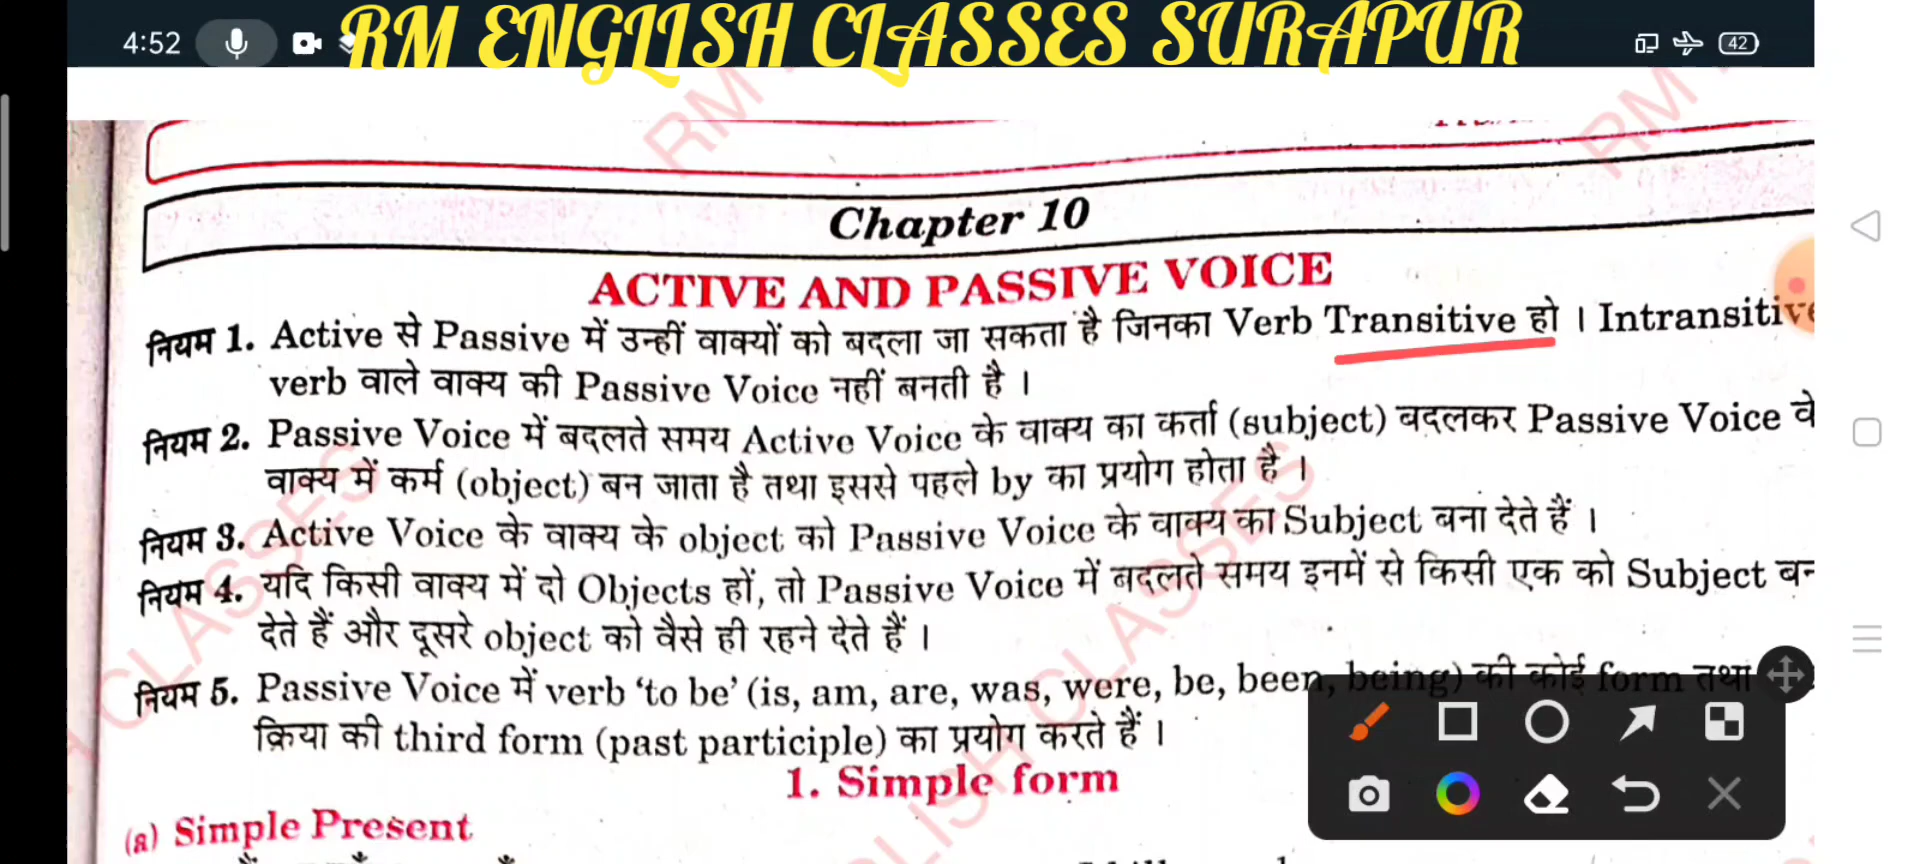 4:52
RM ENGLISH CLASSES SURAPUR
42
Chapter 10
ACTIVE AND PASSIVE VOICE
नियम 1. Active से Passive में उन्हीं वाक्यों को बदला जा सकता है जिनका Verb Transitive हो । Intransitive
verb वाले वाक्य की Passive Voice नहीं बनती है ।
नियम 2. Passive Voice में बदलते समय Active Voice के वाक्य का कर्ता (subject) बदलकर Passive Voice के
वाक्य में कर्म (object) बन जाता है तथा इससे पहले by का प्रयोग होता है ।
नियम 3. Active Voice के वाक्य के object को Passive Voice के वाक्य का Subject बना देते हैं ।
नियम 4. यदि किसी वाक्य में दो Objects हों, तो Passive Voice में बदलते समय इनमें से किसी एक को Subject बन
देते हैं और दूसरे object को वैसे ही रहने देते हैं ।
नियम 5. Passive Voice में verb ‘to be’ (is, am, are, was, were, be, been, being) की कोई form तथा
क्रिया की third form (past participle) का प्रयोग करते हैं ।
1. Simple form
(a) Simple Present